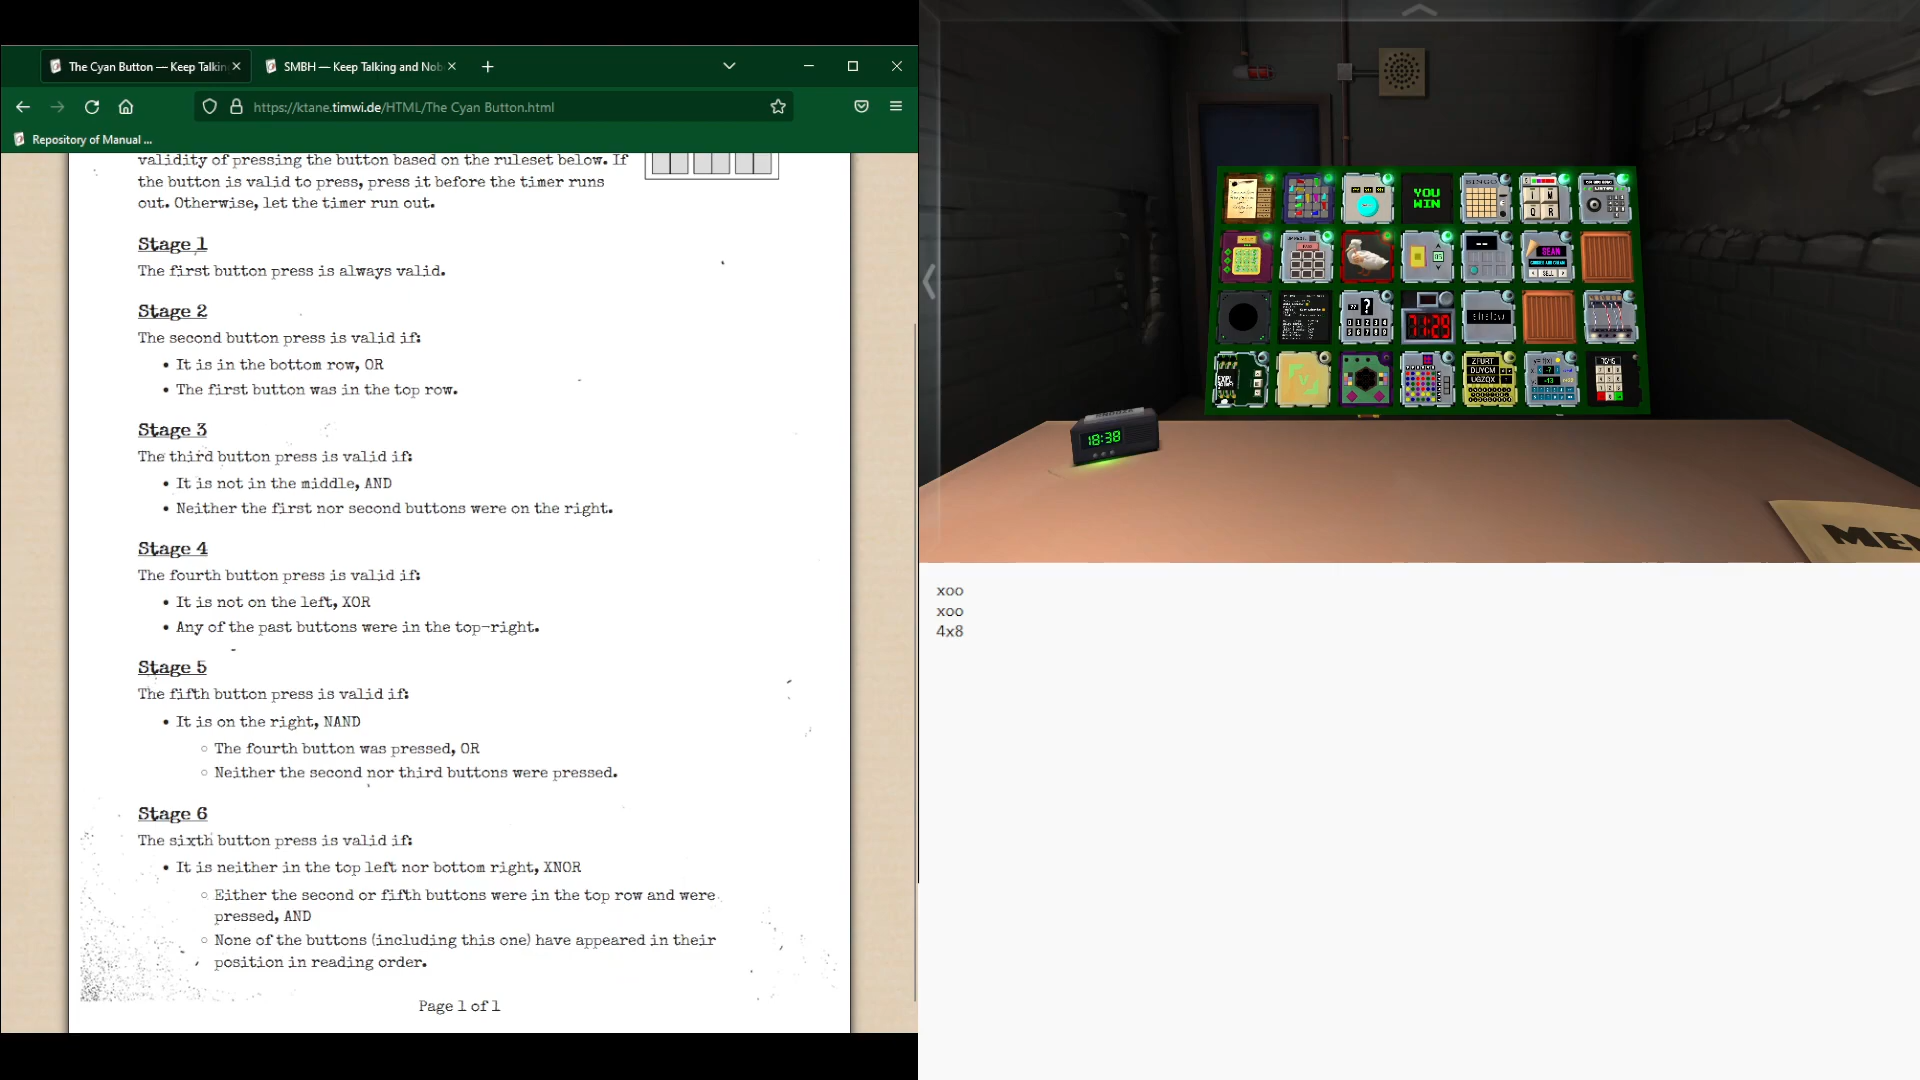 The Cyan Button — Keep Talkin
SMBH — Keep Talking and Nob
https://ktane.timwi.de/HTML/The Cyan Button.html
Repository of Manual ...
validity of pressing the button based on the ruleset below. If
the button is valid to press, press it before the timer runs
out. Otherwise, let the timer run out.
Stage 1
The first button press is always valid.
Stage 2
The second button press is valid if:
• It is in the bottom row, OR
• The first button was in the top row.
Stage 3
The third button press is valid if:
• It is not in the middle, AND
• Neither the first nor second buttons were on the right.
Stage 4
The fourth button press is valid if:
• It is not on the left, XOR
• Any of the past buttons were in the top-right.
Stage 5
The fifth button press is valid if:
• It is on the right, NAND
○ The fourth button was pressed, OR
○ Neither the second nor third buttons were pressed.
Stage 6
The sixth button press is valid if:
• It is neither in the top left nor bottom right, XNOR
○ Either the second or fifth buttons were in the top row and were
pressed, AND
○ None of the buttons (including this one) have appeared in their
position in reading order.
Page 1 of 1
YOU
WIN
BINGO
W
Q R
SEAN
SELL
71:29
ZFURT
DUYCM
UGZQX
18:38
xoo
xoo
4x8